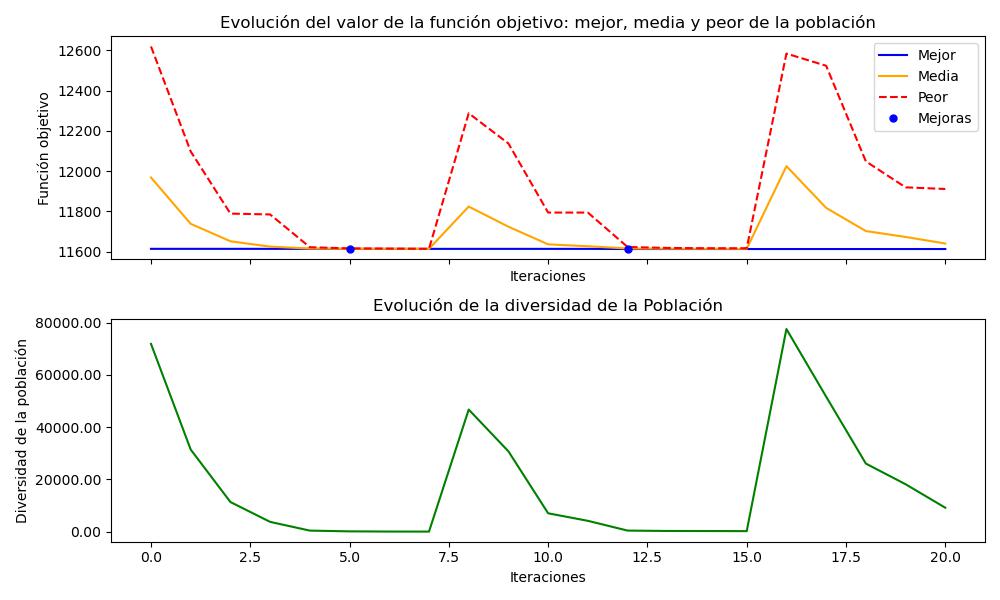 Evolución del valor de la función objetivo: mejor, media y peor de la población
Función objetivo
12600
12400
12200
12000
11800
11600
Mejor
Media
Peor
Mejoras
Iteraciones
Evolución de la diversidad de la Población
Diversidad de la población
80000.00
60000.00
40000.00
20000.00
0.00
0.0 2.5 5.0 7.5 10.0 12.5 15.0 17.5 20.0
Iteraciones